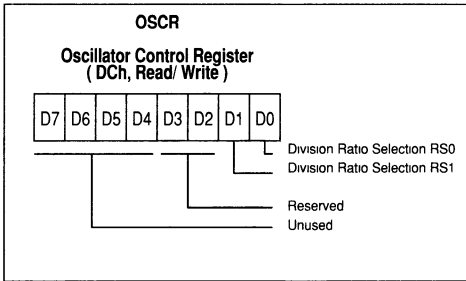 OSCR
Oscillator Control Register
( DCh, Read/ Write )
D7 D6 D5 D4 D3 D2 D1 D0
Division Ratio Selection RS0
Division Ratio Selection RS1
Reserved
Unused